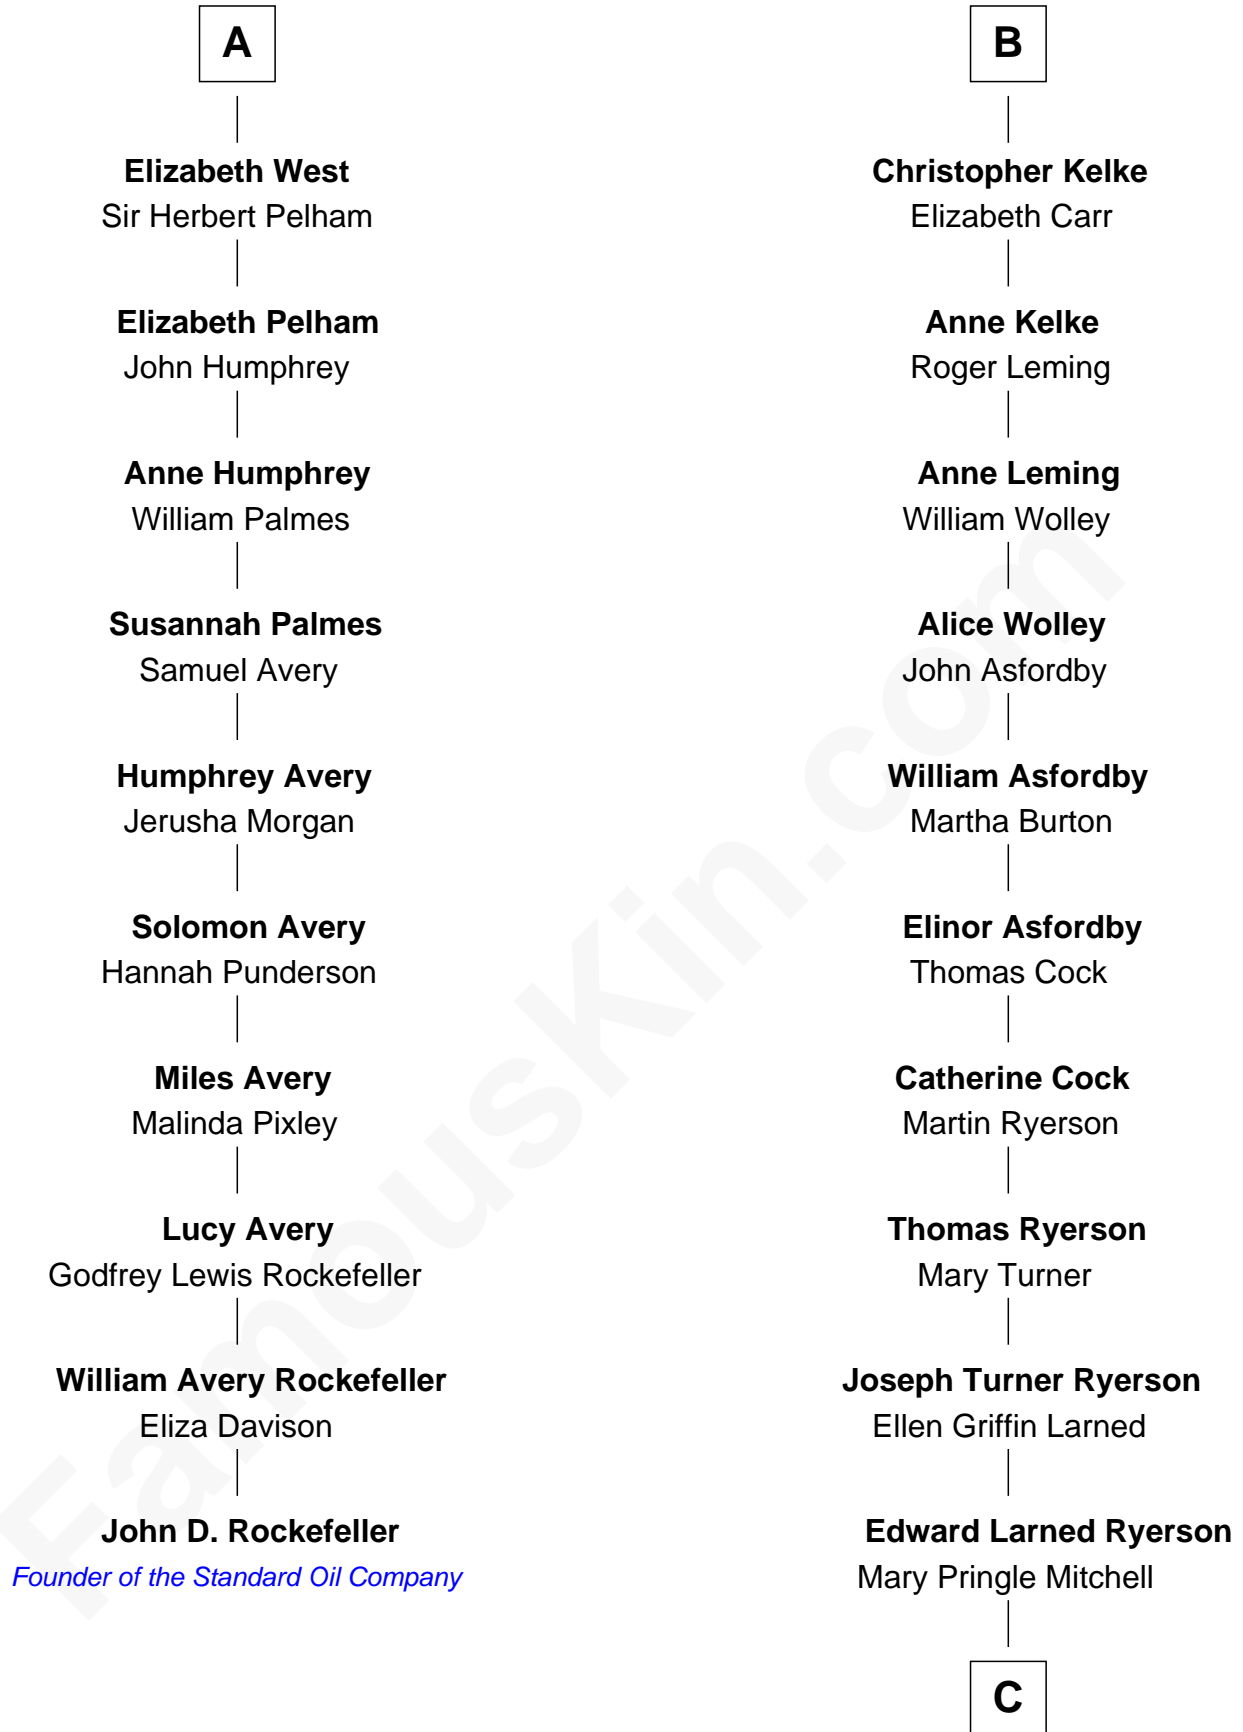 A
Elizabeth West
Sir Herbert Pelham
Elizabeth Pelham
John Humphrey
Anne Humphrey
William Palmes
Susannah Palmes
Samuel Avery
Humphrey Avery
Jerusha Morgan
Solomon Avery
Hannah Punderson
Miles Avery
Malinda Pixley
Lucy Avery
Godfrey Lewis Rockefeller
William Avery Rockefeller
Eliza Davison
John D. Rockefeller
Founder of the Standard Oil Company
B
Christopher Kelke
Elizabeth Carr
Anne Kelke
Roger Leming
Anne Leming
William Wolley
Alice Wolley
John Asfordby
William Asfordby
Martha Burton
Elinor Asfordby
Thomas Cock
Catherine Cock
Martin Ryerson
Thomas Ryerson
Mary Turner
Joseph Turner Ryerson
Ellen Griffin Larned
Edward Larned Ryerson
Mary Pringle Mitchell
C
FamousKin.com